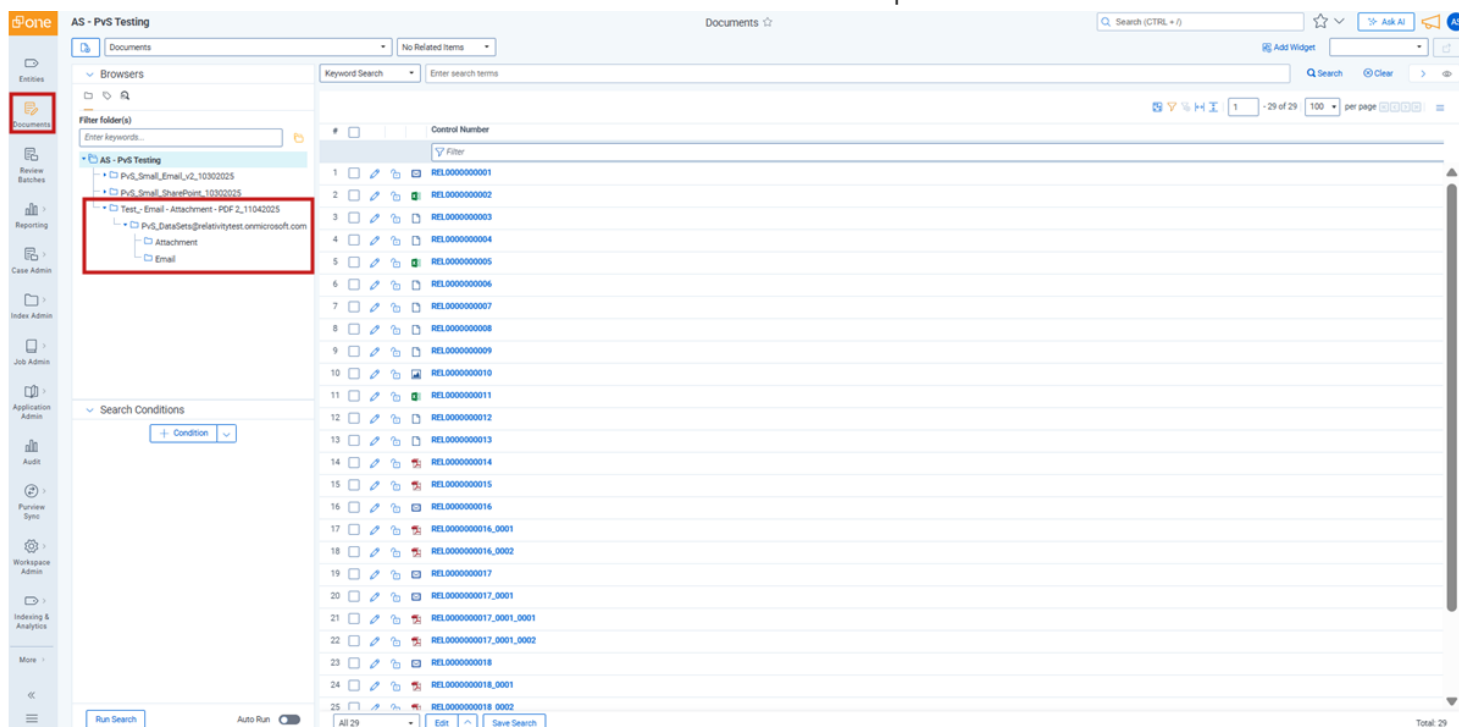 one AS - PvS Testing Documents Search (CTRL + /) Ask AI AS
Documents No Related Items Add Widget
Entities
Browsers
Keyword Search Enter search terms Search Clear
Documents
Filter folder(s)
Enter keywords...
1 - 29 of 29 100 per page
# Control Number
Filter
AS - PvS Testing
PvS_Small_Email_v2_10302025
PvS_Small_SharePoint_10302025
Test_- Email - Attachment - PDF 2_11042025
PvS_DataSets@relativitytest.onmicrosoft.com
Attachment
Email
Review
Batches
Reporting
Case Admin
Index Admin
Job Admin
Application
Admin
Audit
Purview
Sync
Workspace
Admin
Indexing &
Analytics
More
Search Conditions
Condition
Run Search Auto Run
1 REL0000000001
2 REL0000000002
3 REL0000000003
4 REL0000000004
5 REL0000000005
6 REL0000000006
7 REL0000000007
8 REL0000000008
9 REL0000000009
10 REL0000000010
11 REL0000000011
12 REL0000000012
13 REL0000000013
14 REL0000000014
15 REL0000000015
16 REL0000000016
17 REL0000000016_0001
18 REL0000000016_0002
19 REL0000000017
20 REL0000000017_0001
21 REL0000000017_0001_0001
22 REL0000000017_0001_0002
23 REL0000000018
24 REL0000000018_0001
25 REL0000000018_0002
All 29 Edit Save Search Total: 29